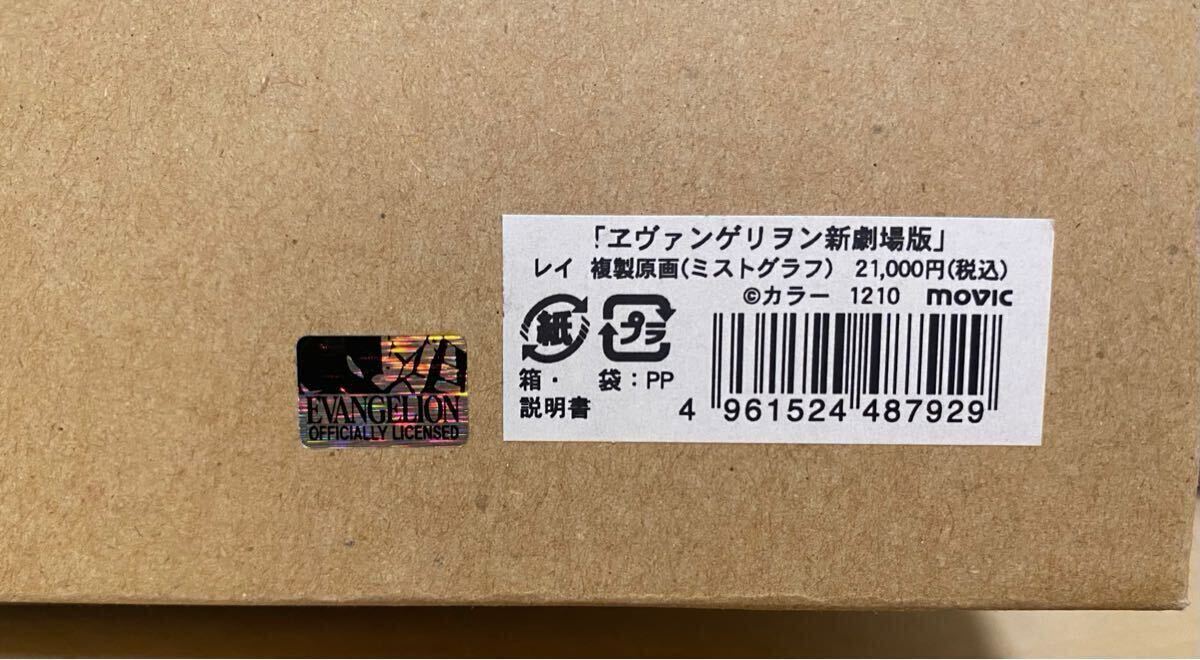 「ヱヴァンゲリヲン新劇場版」
レイ 複製原画(ミストグラフ) 21,000円(税込)
©カラー 1210 movic
紙 プラ
箱・ 袋:PP
説明書
4 961524 487929
EVANGELION
OFFICIALLY LICENSED